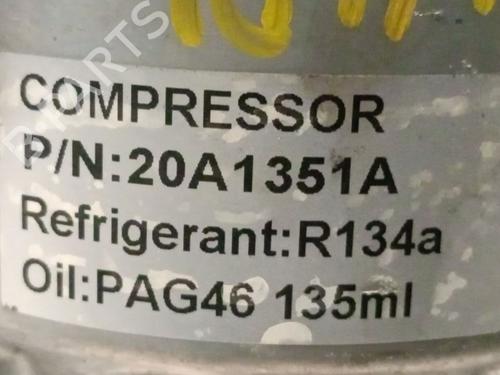 COMPRESSOR
P/N:20A1351A
Refrigerant:R134a
Oil:PAG46 135ml